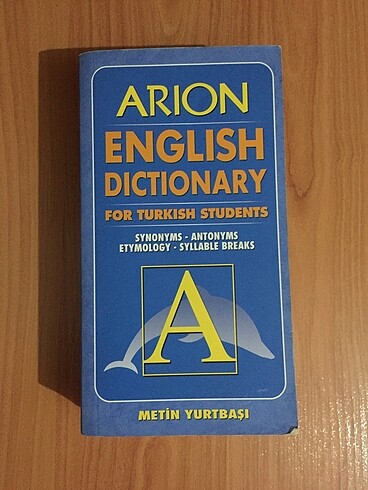 ARION
ENGLISH
DICTIONARY
FOR TURKISH STUDENTS
SYNONYMS - ANTONYMS
ETYMOLOGY - SYLLABLE BREAKS
A
METİN YURTBAŞI